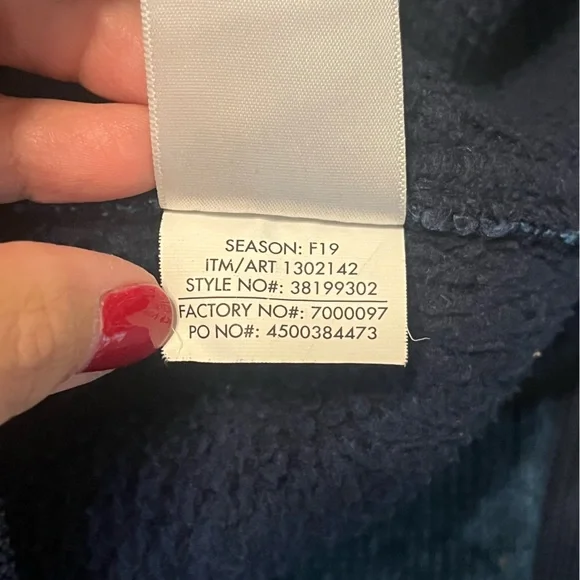 SEASON: F19
iTM/ART 1302142
STYLE NO#: 38199302
FACTORY NO#: 7000097
PO NO#: 4500384473